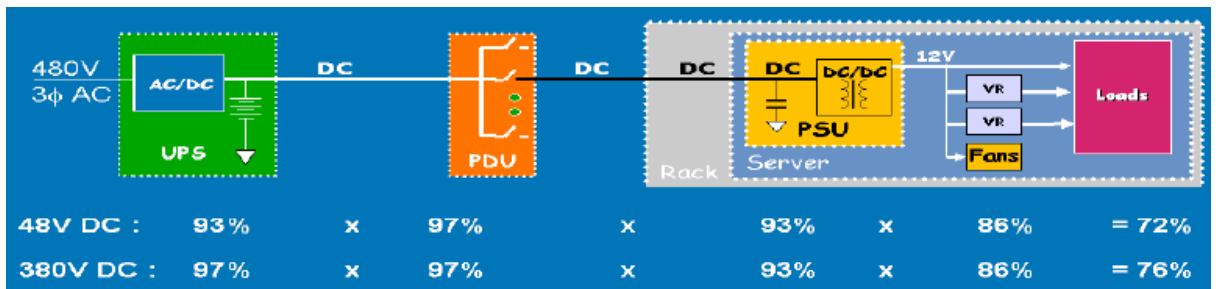 480V
3ϕ AC
AC/DC
UPS
DC
PDU
DC
DC
DC
DC/DC
PSU
12V
VR
VR
Fans
Loads
Rack
Server
48V DC : 93% x 97% x 93% x 86% = 72%
380V DC : 97% x 97% x 93% x 86% = 76%